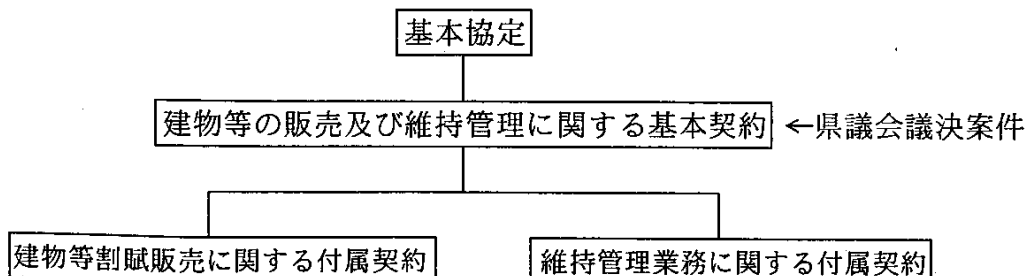 基本協定
建物等の販売及び維持管理に関する基本契約 ←県議会議決案件
建物等割賦販売に関する付属契約
維持管理業務に関する付属契約